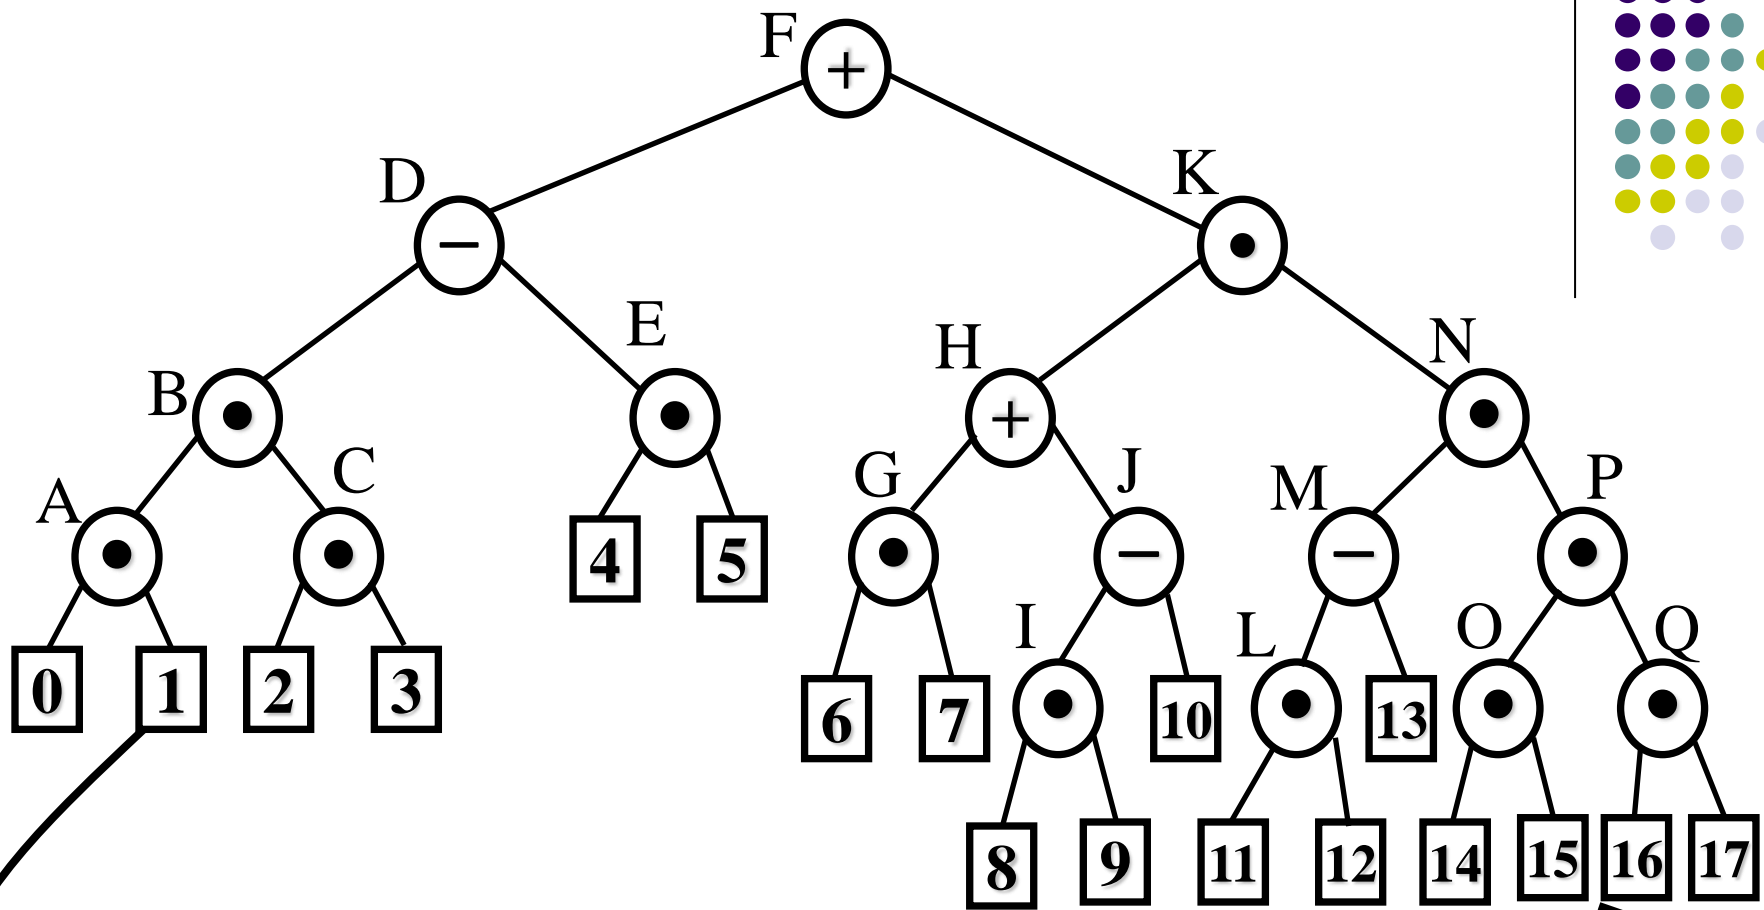 F
+
D
K
−
•
E
H
N
B
•
•
+
•
C
G
J
M
P
A
•
•
4
5
•
−
−
•
I
L
O
Q
0
1
2
3
6
7
•
10
•
13
•
•
8
9
11
12
14
15
16
17